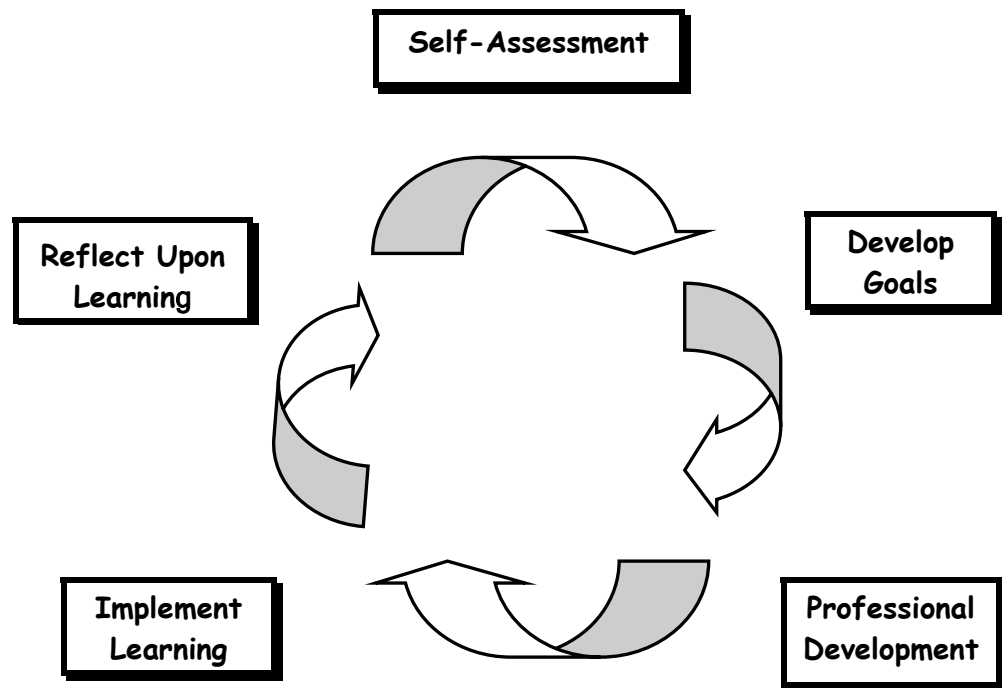 Self-Assessment
Reflect Upon
Learning
Develop
Goals
Implement
Learning
Professional
Development